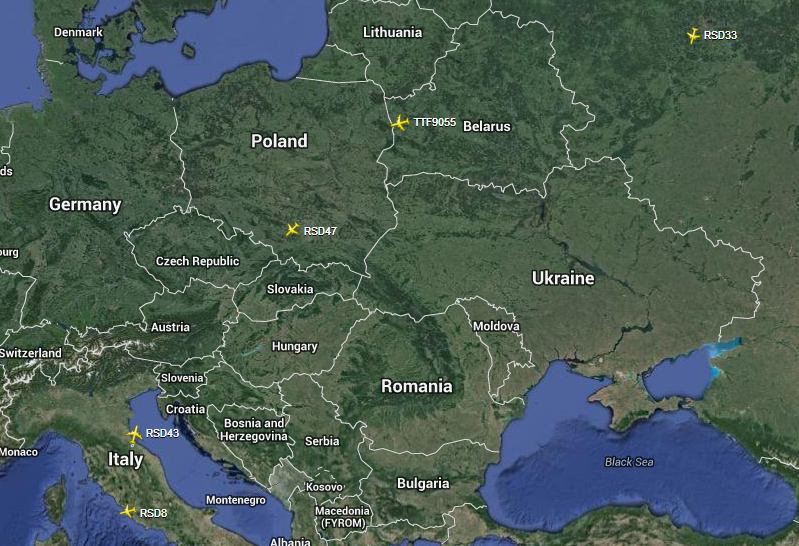 Denmark
Lithuania
RSD33
TTF9055
Belarus
Poland
ds
Germany
RSD47
urg
Czech Republic
Ukraine
Slovakia
Moldova
Austria
Hungary
Switzerland
Slovenia
Romania
Croatia
Bosnia and
Herzegovina
RSD43
Serbia
Monaco
Italy
Black Sea
Bulgaria
Kosovo
Montenegro
RSD8
Macedonia
(FYROM)
Albania